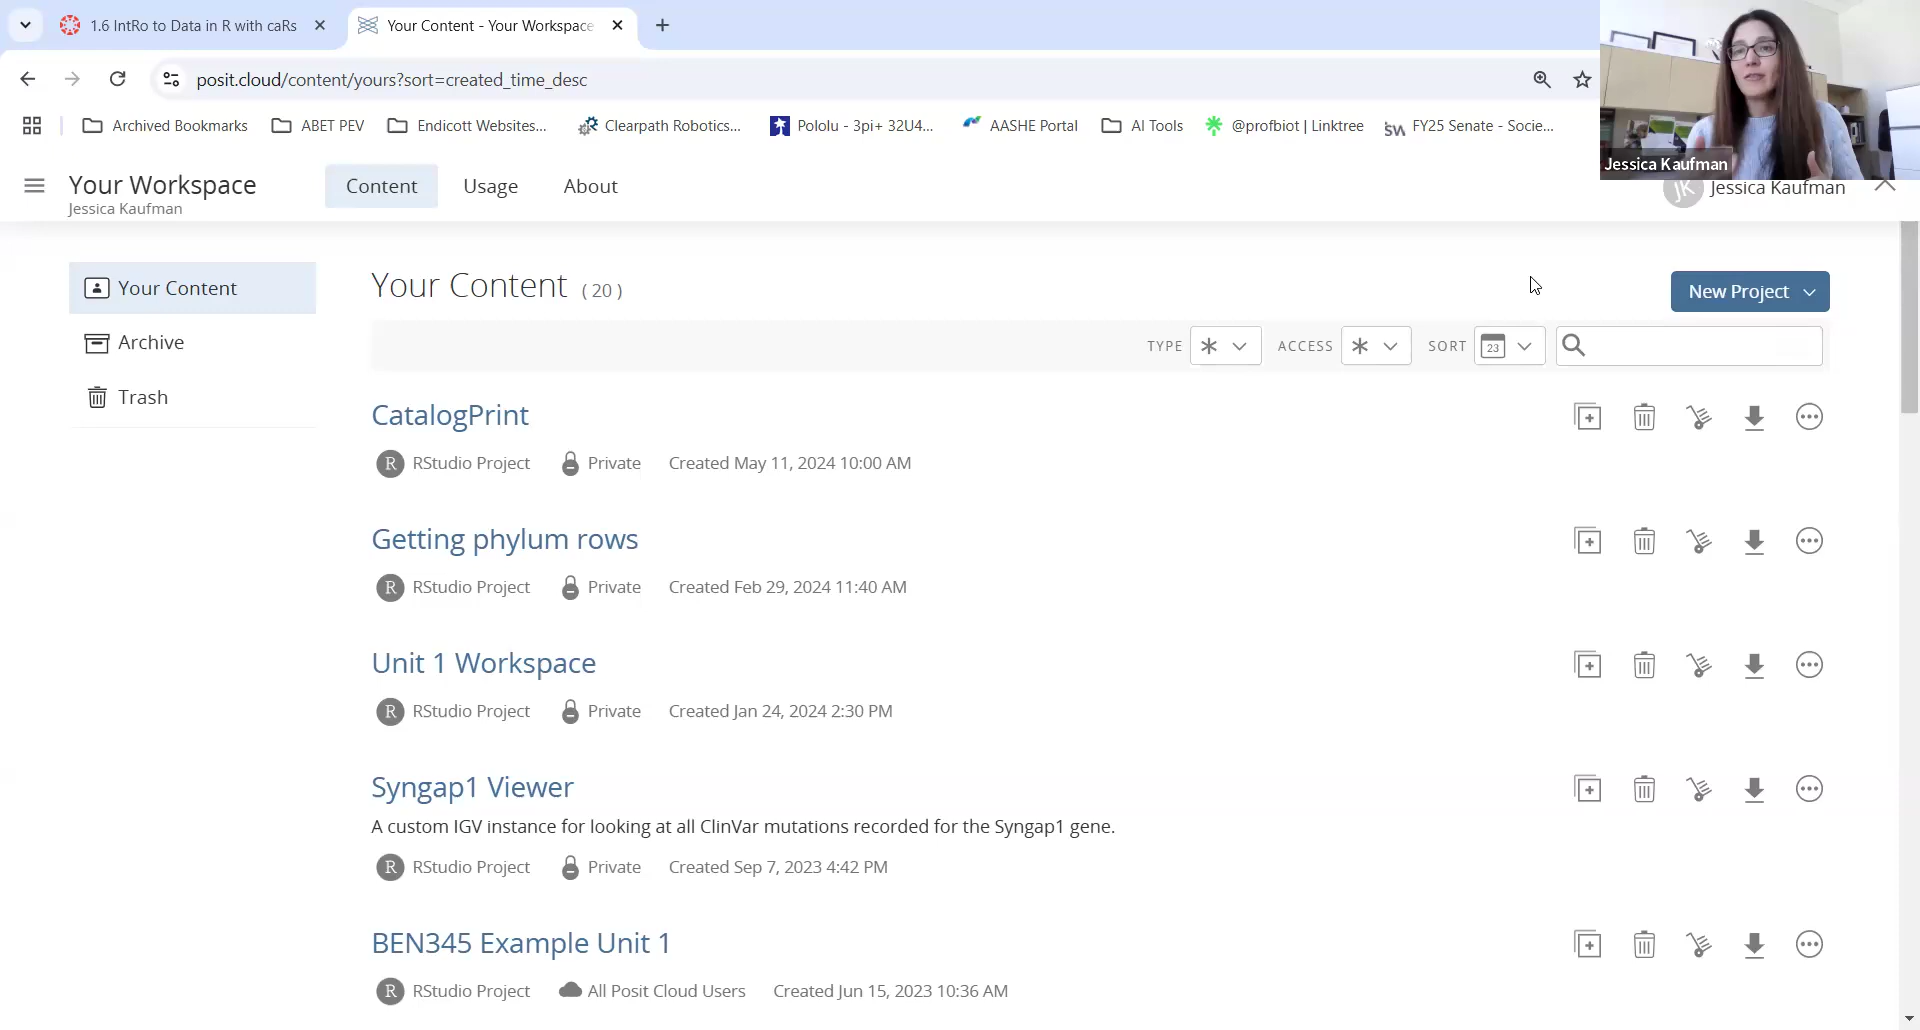 1.6 IntRo to Data in R with caRs
Your Content - Your Workspace
posit.cloud/content/yours?sort=created_time_desc
Archived Bookmarks
ABET PEV
Endicott Websites...
Clearpath Robotics...
Pololu - 3pi+ 32U4...
AASHE Portal
AI Tools
@profbiot | Linktree
SW
FY25 Senate - Socie...
Jessica Kaufman
Your Workspace
Jessica Kaufman
Content
Usage
About
JK
Jessica Kaufman
Your Content
Archive
Trash
Your Content ( 20 )
New Project
TYPE
ACCESS
SORT
23
CatalogPrint
R RStudio Project Private Created May 11, 2024 10:00 AM
Getting phylum rows
R RStudio Project Private Created Feb 29, 2024 11:40 AM
Unit 1 Workspace
R RStudio Project Private Created Jan 24, 2024 2:30 PM
Syngap1 Viewer
A custom IGV instance for looking at all ClinVar mutations recorded for the Syngap1 gene.
R RStudio Project Private Created Sep 7, 2023 4:42 PM
BEN345 Example Unit 1
R RStudio Project All Posit Cloud Users Created Jun 15, 2023 10:36 AM